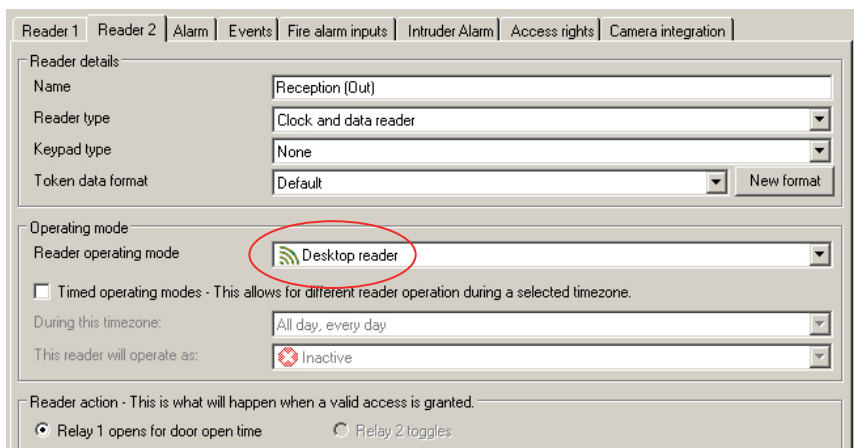 Reader 1 Reader 2 Alarm Events Fire alarm inputs Intruder Alarm Access rights Camera integration
Reader details
Name Reception (Out)
Reader type Clock and data reader
Keypad type None
Token data format Default New format
Operating mode
Reader operating mode Desktop reader
Timed operating modes - This allows for different reader operation during a selected timezone.
During this timezone: All day, every day
This reader will operate as: Inactive
Reader action - This is what will happen when a valid access is granted.
Relay 1 opens for door open time Relay 2 toggles